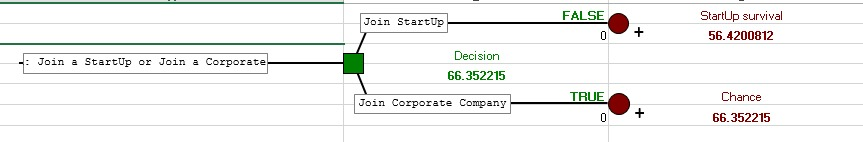 Join StartUp
FALSE
StartUp survival
0
+
56.4200812
: Join a StartUp or Join a Corporate
Decision
66.352215
Join Corporate Company
TRUE
Chance
0
+
66.352215